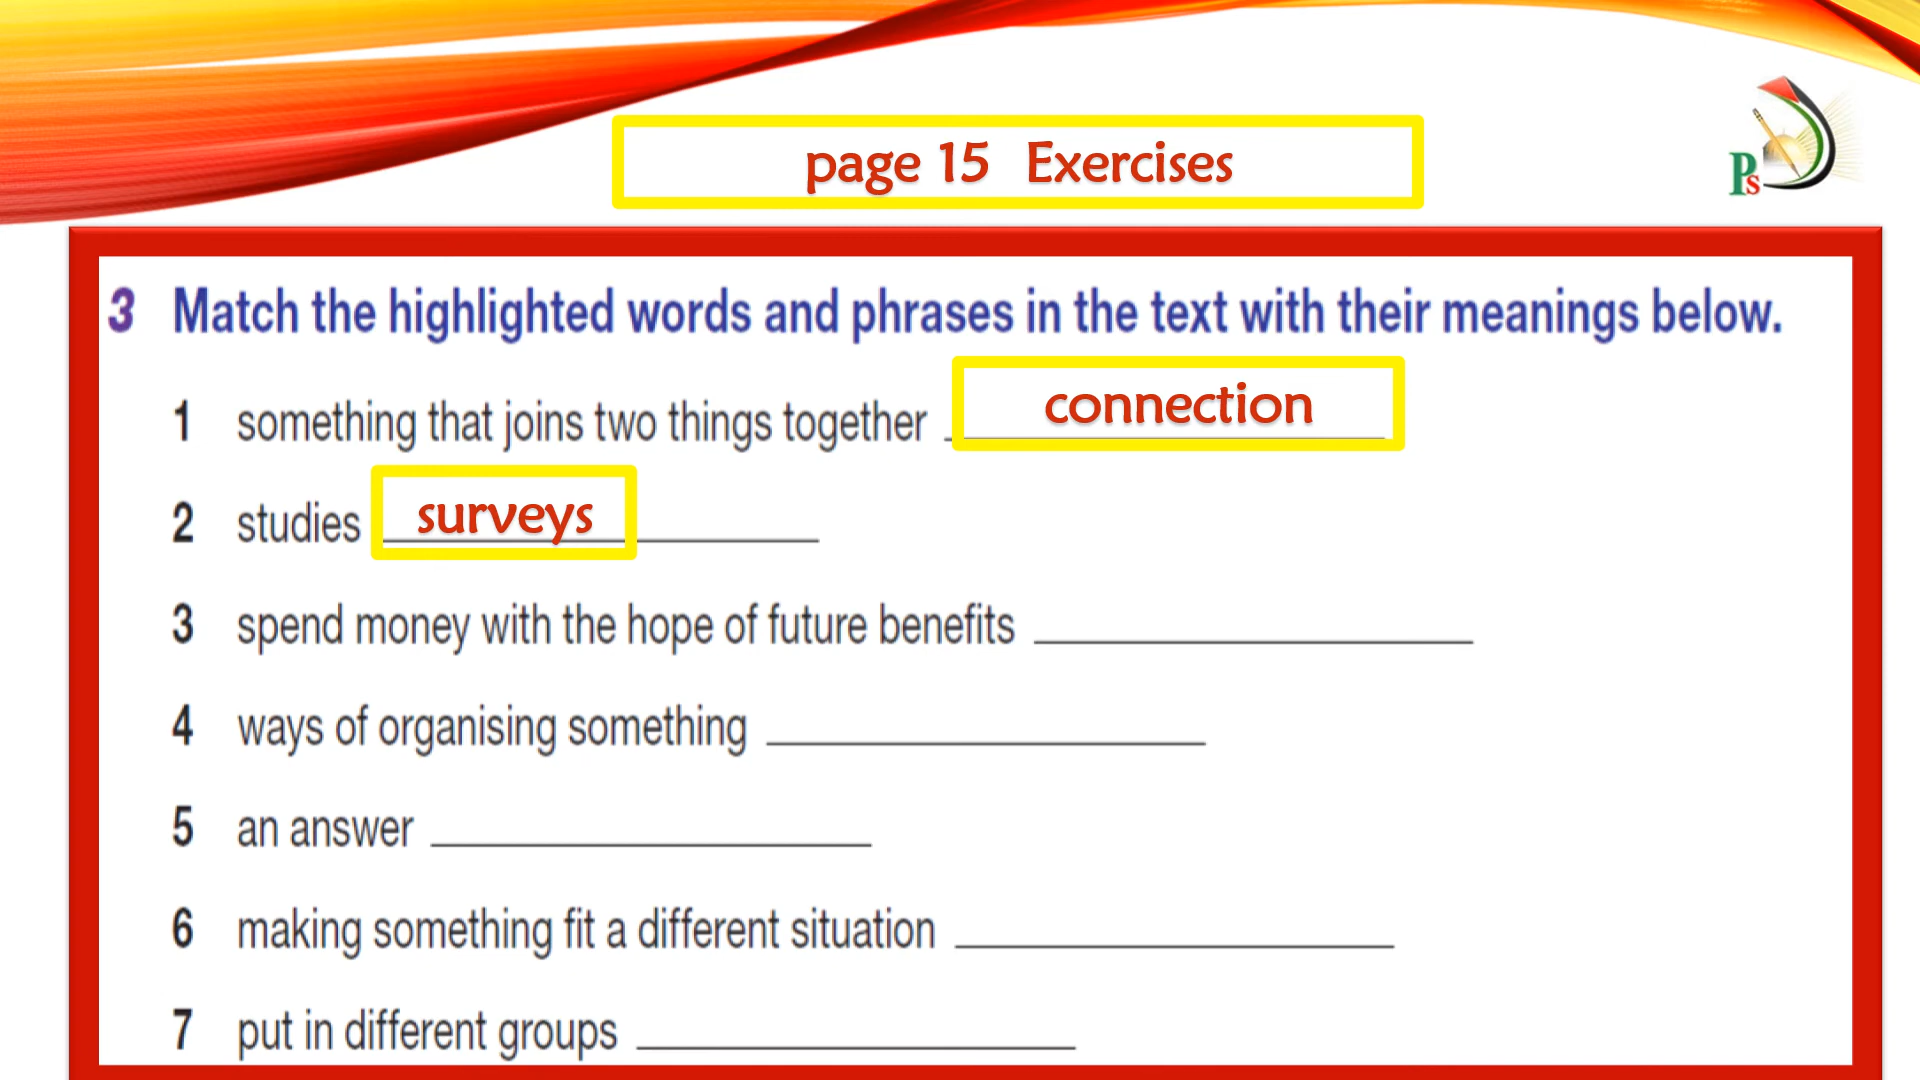 page 15 Exercises
Ps
3 Match the highlighted words and phrases in the text with their meanings below.
1 something that joins two things together connection
2 studies surveys
3 spend money with the hope of future benefits
4 ways of organising something
5 an answer
6 making something fit a different situation
7 put in different groups